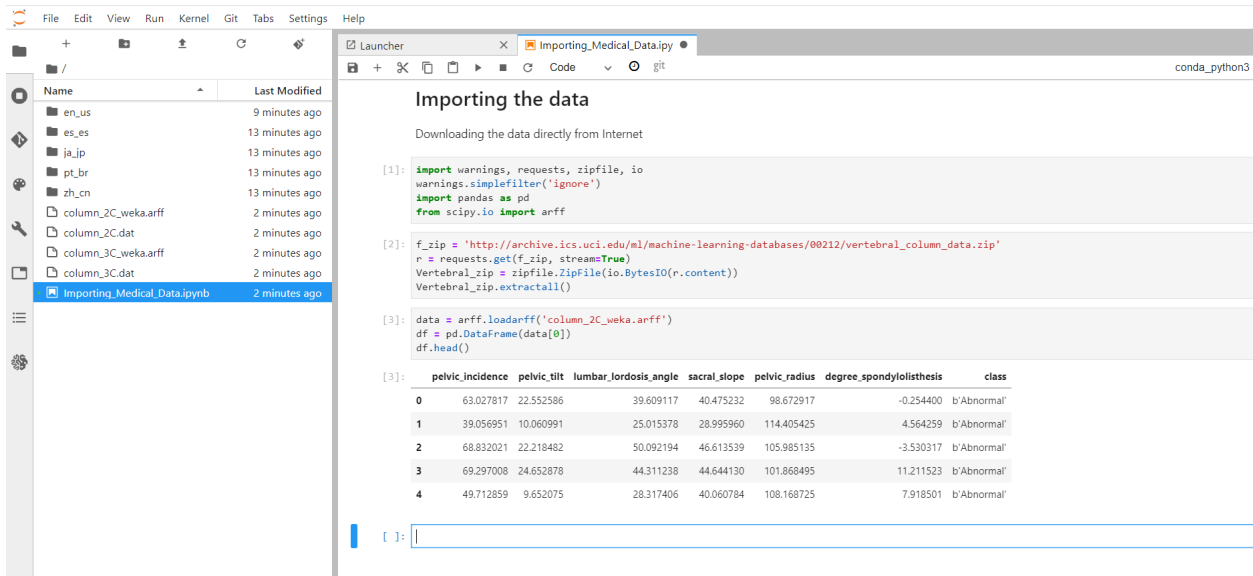 File Edit View Run Kernel Git Tabs Settings Help
Launcher
Importing_Medical_Data.ipy
Code
git
conda_python3
/
Name Last Modified
en_us 9 minutes ago
es_es 13 minutes ago
ja_jp 13 minutes ago
pt_br 13 minutes ago
zh_cn 13 minutes ago
column_2C_weka.arff 2 minutes ago
column_2C.dat 2 minutes ago
column_3C_weka.arff 2 minutes ago
column_3C.dat 2 minutes ago
Importing_Medical_Data.ipynb 2 minutes ago
Importing the data
Downloading the data directly from Internet
[1]: import warnings, requests, zipfile, io
warnings.simplefilter('ignore')
import pandas as pd
from scipy.io import arff
[2]: f_zip = 'http://archive.ics.uci.edu/ml/machine-learning-databases/00212/vertebral_column_data.zip'
r = requests.get(f_zip, stream=True)
Vertebral_zip = zipfile.ZipFile(io.BytesIO(r.content))
Vertebral_zip.extractall()
[3]: data = arff.loadarff('column_2C_weka.arff')
df = pd.DataFrame(data[0])
df.head()
[3]: pelvic_incidence pelvic_tilt lumbar_lordosis_angle sacral_slope pelvic_radius degree_spondylolisthesis class
0 63.027817 22.552586 39.609117 40.475232 98.672917 -0.254400 b'Abnormal'
1 39.056951 10.060991 25.015378 28.995960 114.405425 4.564259 b'Abnormal'
2 68.832021 22.218482 50.092194 46.613539 105.985135 -3.530317 b'Abnormal'
3 69.297008 24.652878 44.311238 44.644130 101.868495 11.211523 b'Abnormal'
4 49.712859 9.652075 28.317406 40.060784 108.168725 7.918501 b'Abnormal'
[ ]: